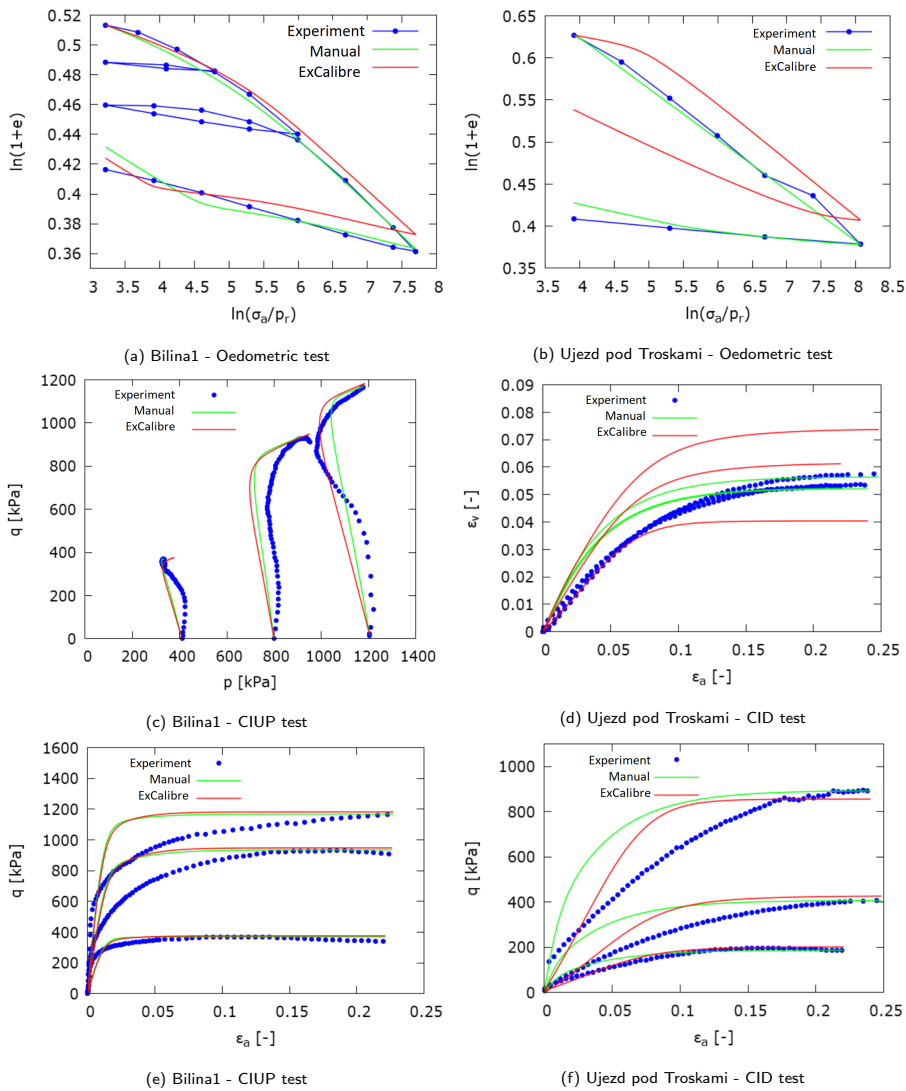 0.52
0.5
0.48
0.46
0.44
0.42
0.4
0.38
0.36
ln(1+e)
Experiment
Manual
ExCalibre
3 3.5 4 4.5 5 5.5 6 6.5 7 7.5 8
ln(σa/pr)
(a) Bilina1 - Oedometric test
0.65
0.6
0.55
0.5
0.45
0.4
0.35
ln(1+e)
Experiment
Manual
ExCalibre
3.5 4 4.5 5 5.5 6 6.5 7 7.5 8 8.5
ln(σa/pr)
(b) Ujezd pod Troskami - Oedometric test
1200
1000
800
600
400
200
0
q [kPa]
Experiment
Manual
ExCalibre
0 200 400 600 800 1000 1200 1400
p [kPa]
(c) Bilina1 - CIUP test
0.09
0.08
0.07
0.06
0.05
0.04
0.03
0.02
0.01
0
εv [-]
Experiment
Manual
ExCalibre
0 0.05 0.1 0.15 0.2 0.25
εa [-]
(d) Ujezd pod Troskami - CID test
1600
1400
1200
1000
800
600
400
200
0
q [kPa]
Experiment
Manual
ExCalibre
0 0.05 0.1 0.15 0.2 0.25
εa [-]
(e) Bilina1 - CIUP test
1000
800
600
400
200
0
q [kPa]
Experiment
Manual
ExCalibre
0 0.05 0.1 0.15 0.2 0.25
εa [-]
(f) Ujezd pod Troskami - CID test